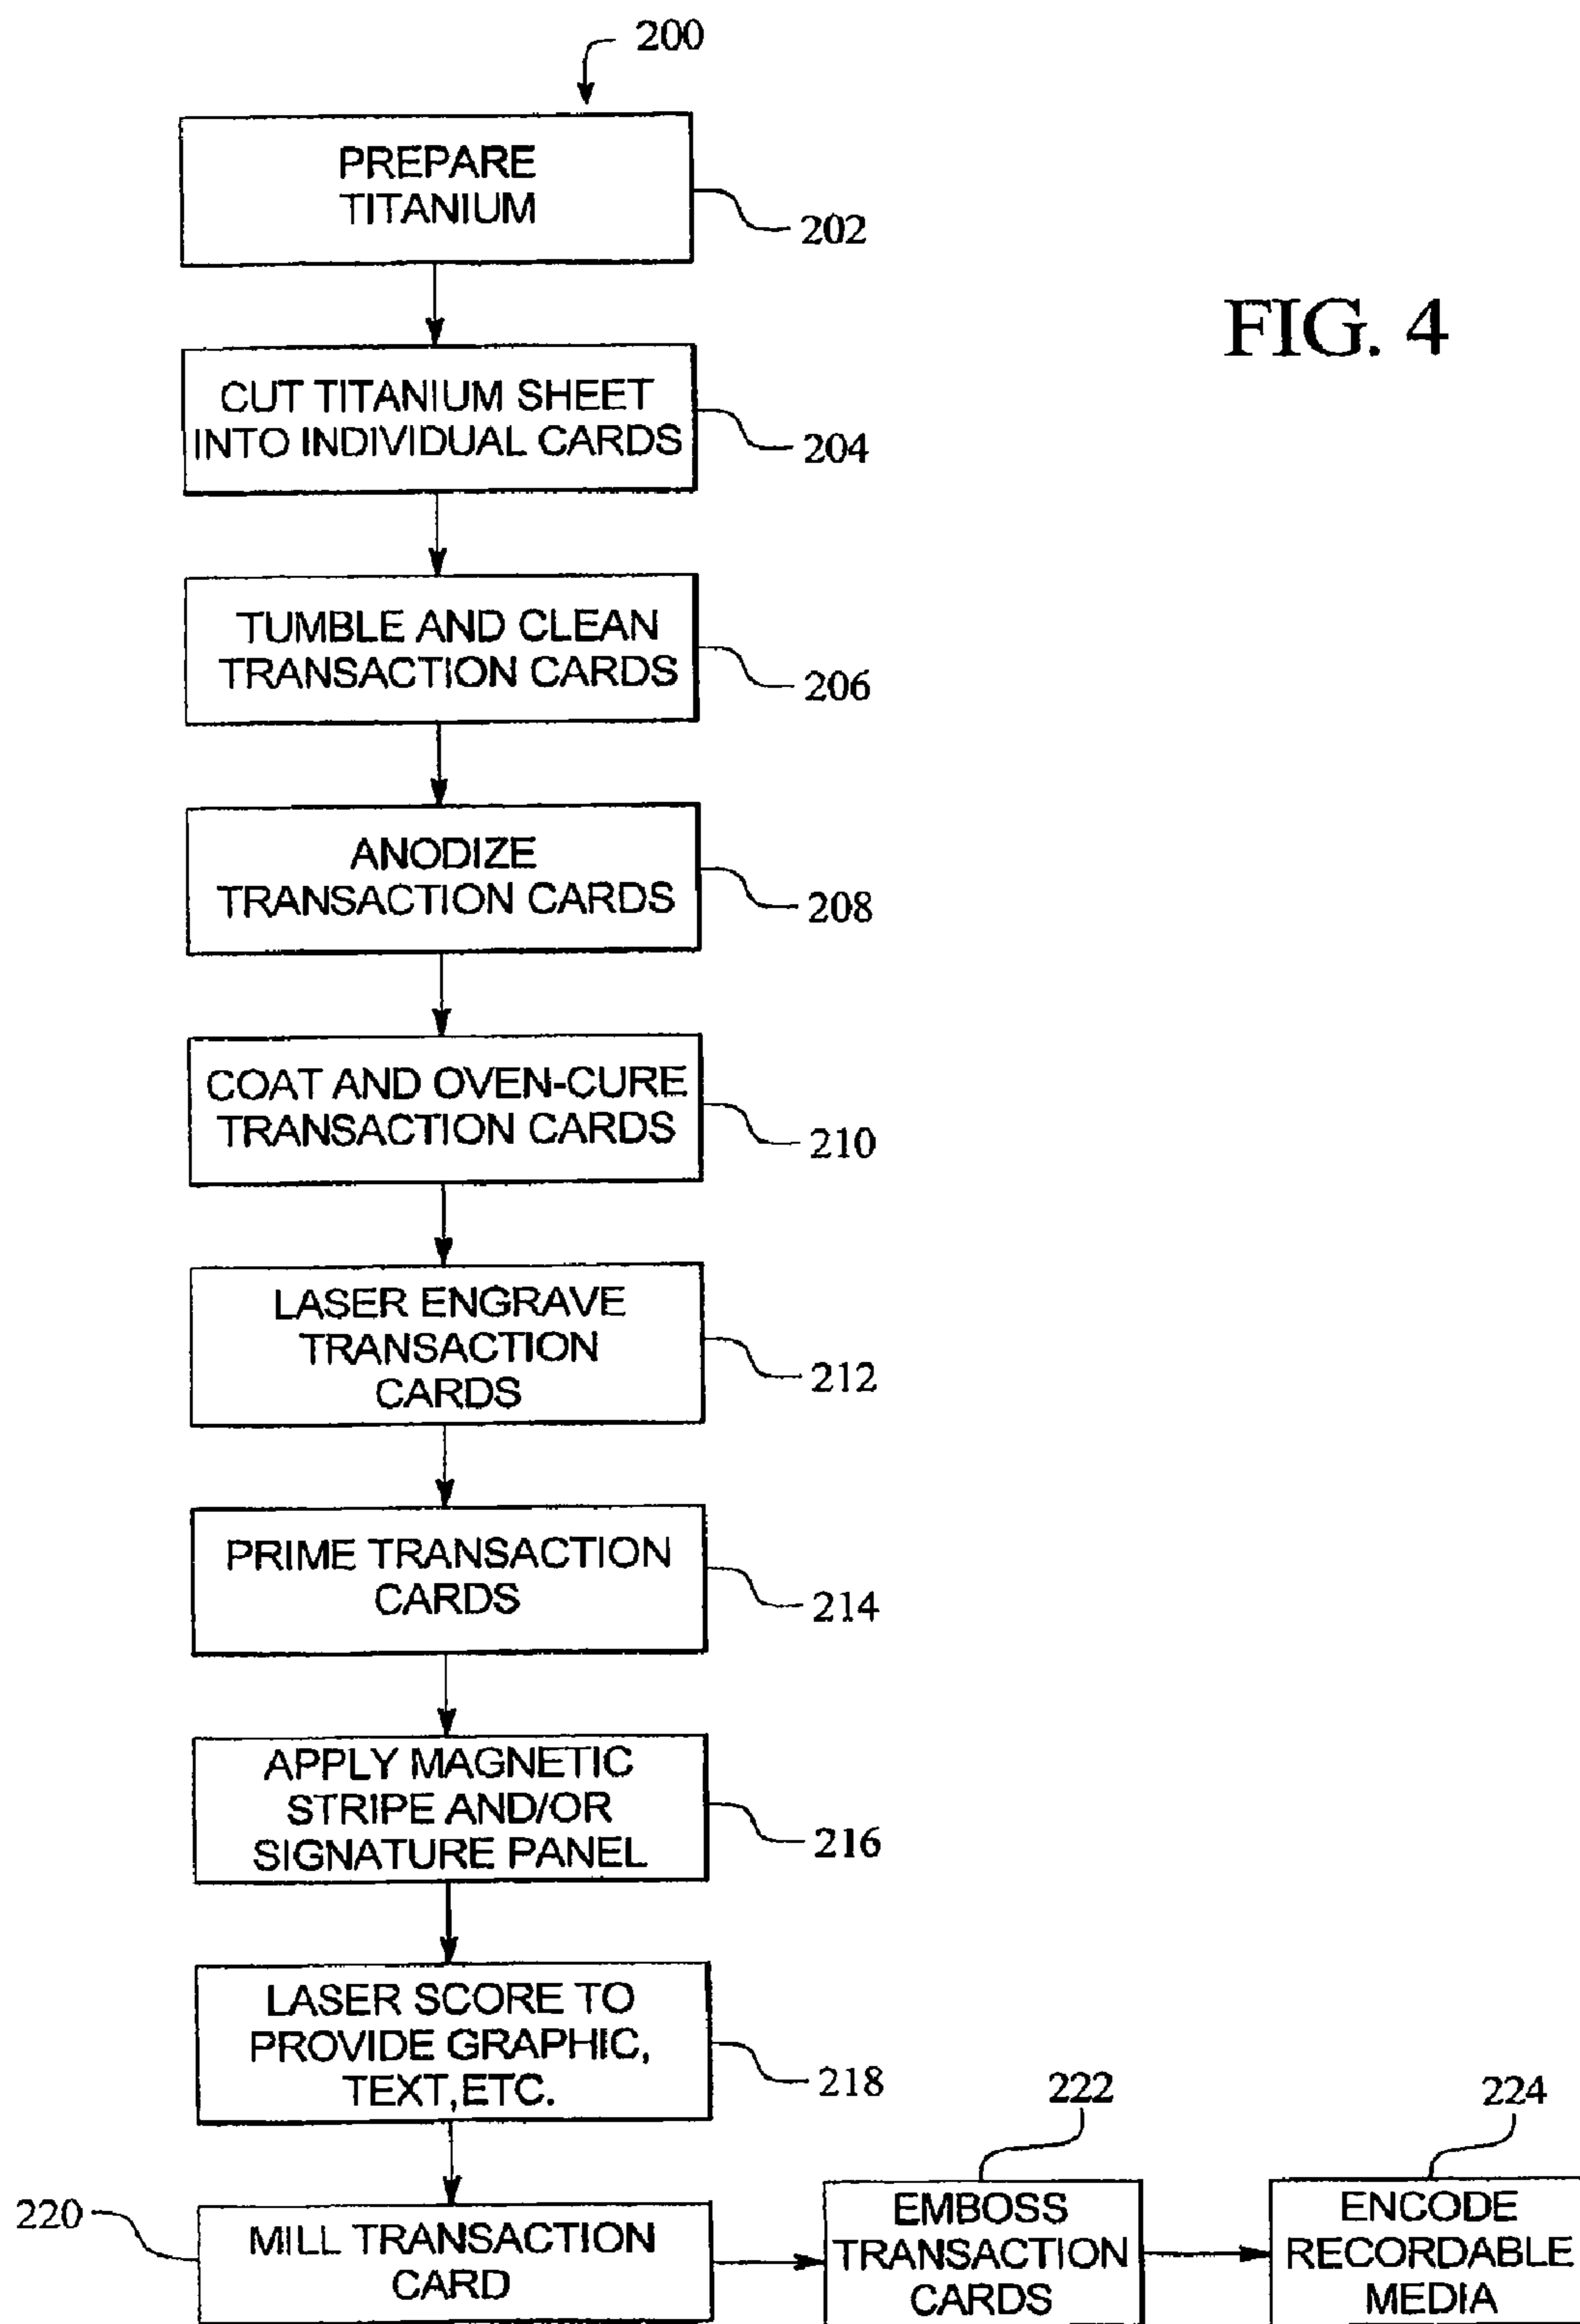 200
PREPARE
TITANIUM
202
FIG. 4
CUT TITANIUM SHEET
INTO INDIVIDUAL CARDS
204
TUMBLE AND CLEAN
TRANSACTION CARDS
206
ANODIZE
TRANSACTION CARDS
208
COAT AND OVEN-CURE
TRANSACTION CARDS
210
LASER ENGRAVE
TRANSACTION
CARDS
212
PRIME TRANSACTION
CARDS
214
APPLY MAGNETIC
STRIPE AND/OR
SIGNATURE PANEL
216
LASER SCORE TO
PROVIDE GRAPHIC,
TEXT,ETC.
218
220
MILL TRANSACTION
CARD
222
EMBOSS
TRANSACTION
CARDS
224
ENCODE
RECORDABLE
MEDIA